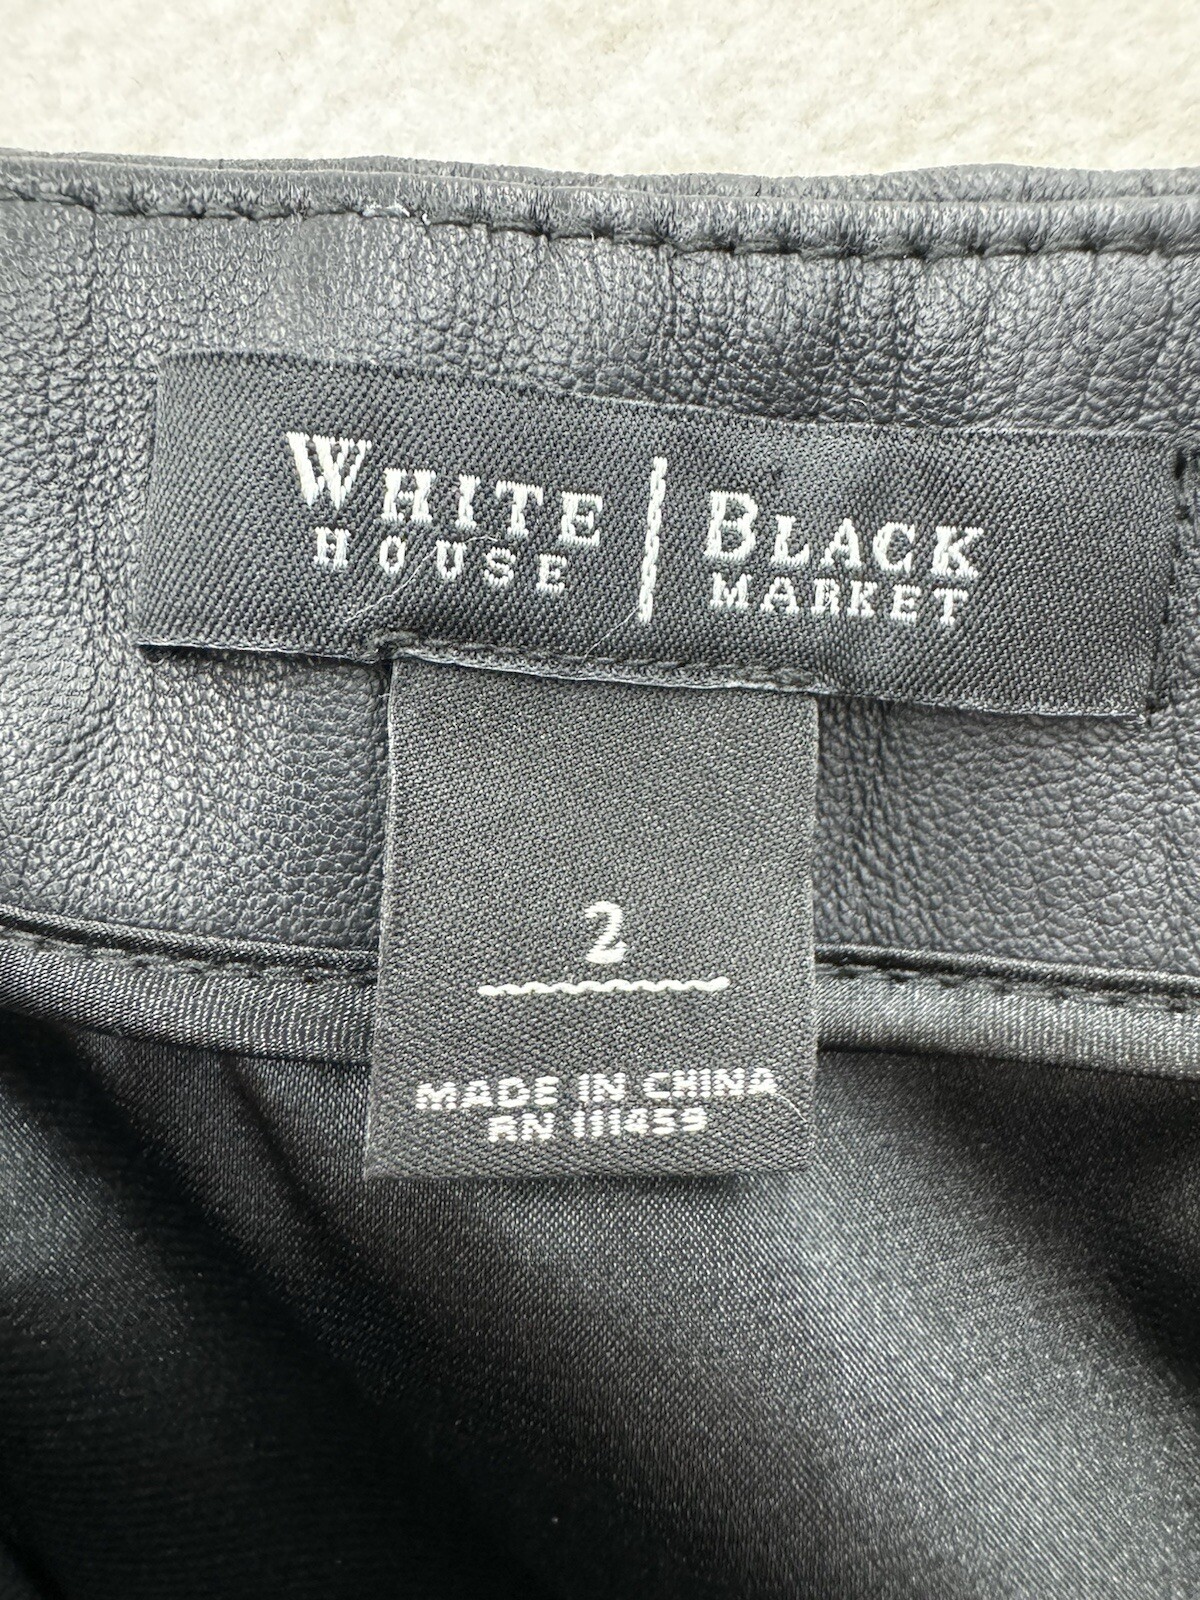 WHITE | BLACK
HOUSE | MARKET
2
MADE IN CHINA
RN 111459